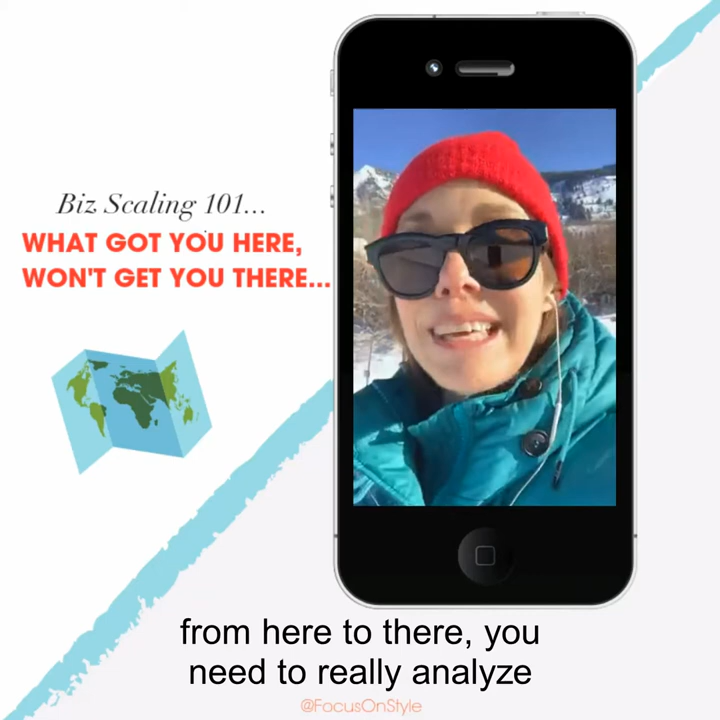 Biz Scaling 101...
WHAT GOT YOU HERE,
WON'T GET YOU THERE...
from here to there, you
need to really analyze
@FocusOnStyle